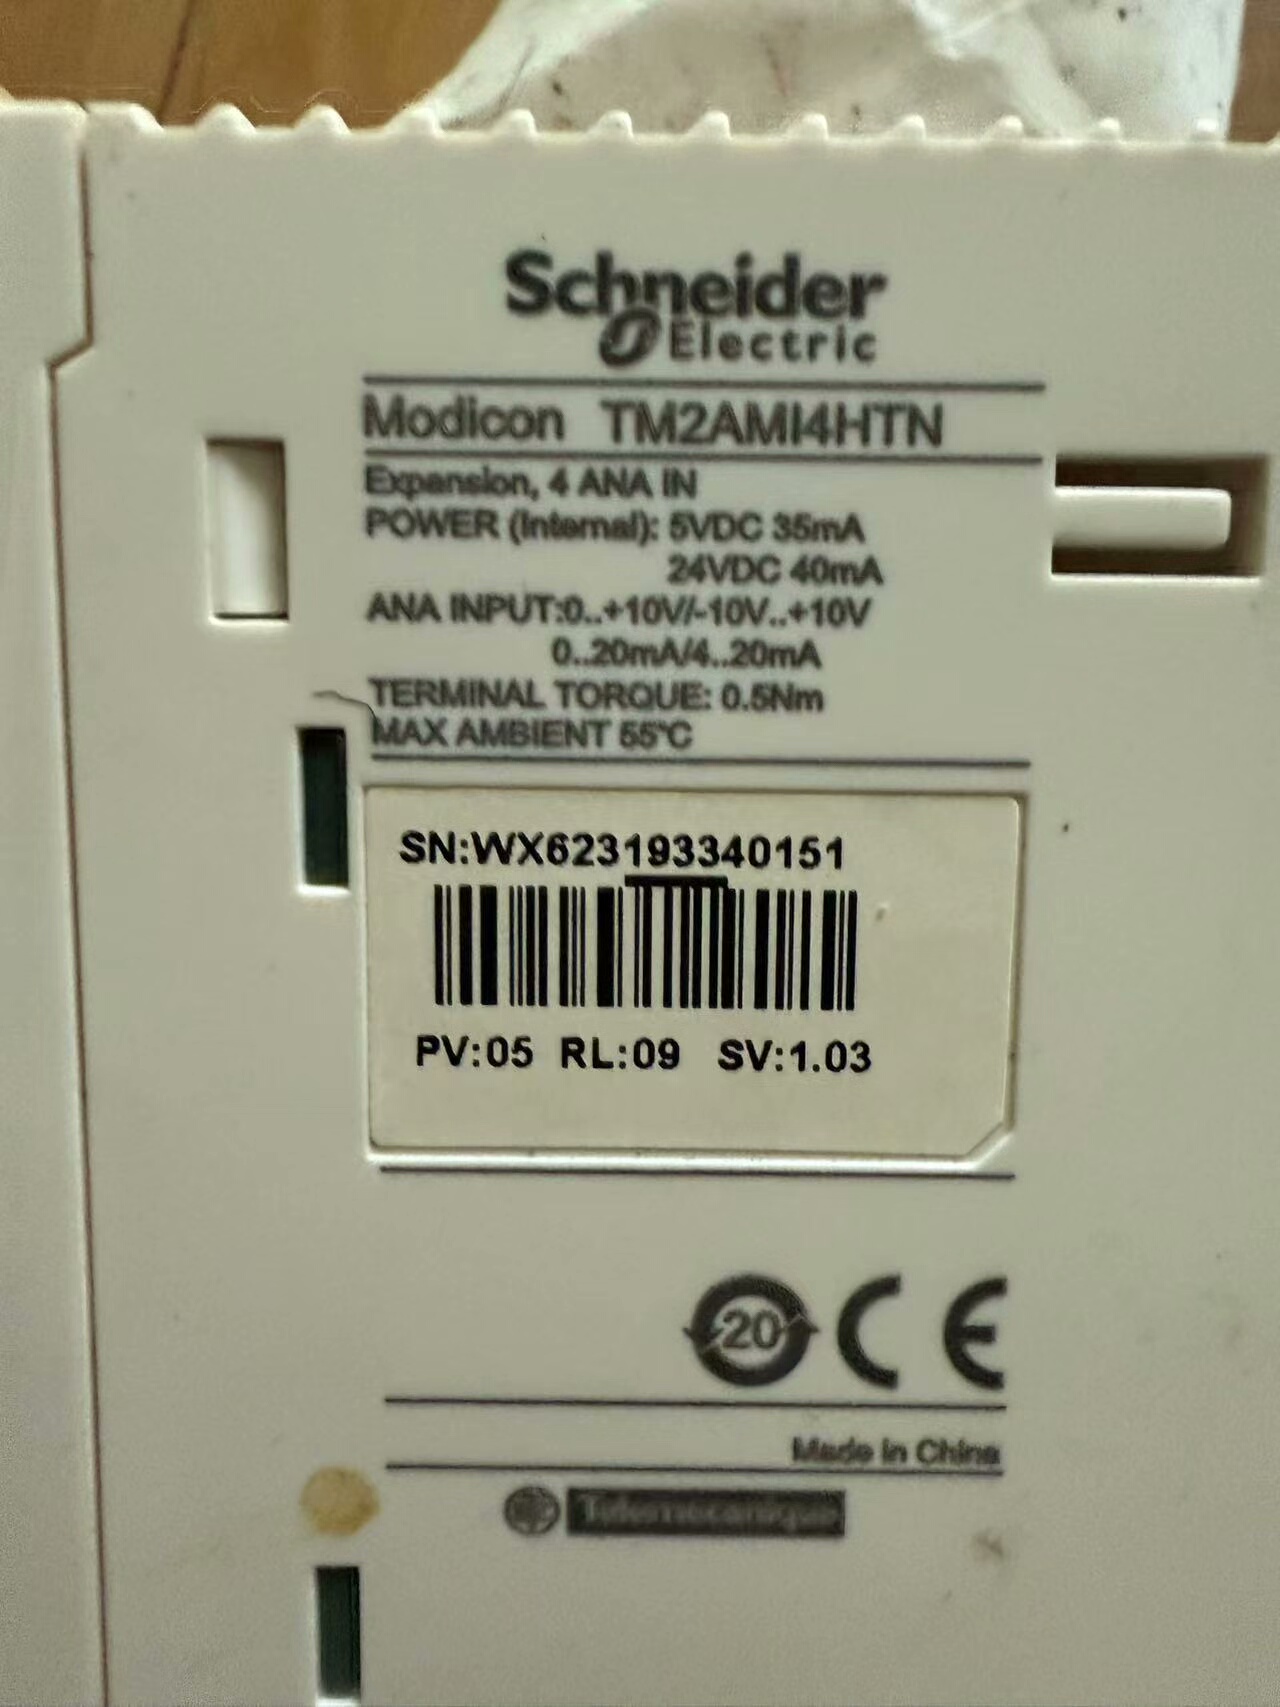 Schneider
Electric
Modicon TM2AMI4HTN
Expansion, 4 ANA IN
POWER (Internal): 5VDC 35mA
24VDC 40mA
ANA INPUT:0..+10V/-10V..+10V
0..20mA/4..20mA
TERMINAL TORQUE: 0.5Nm
MAX AMBIENT 55°C
SN:WX623193340151
PV:05 RL:09 SV:1.03
20 CE
Made in China
Telemecanique